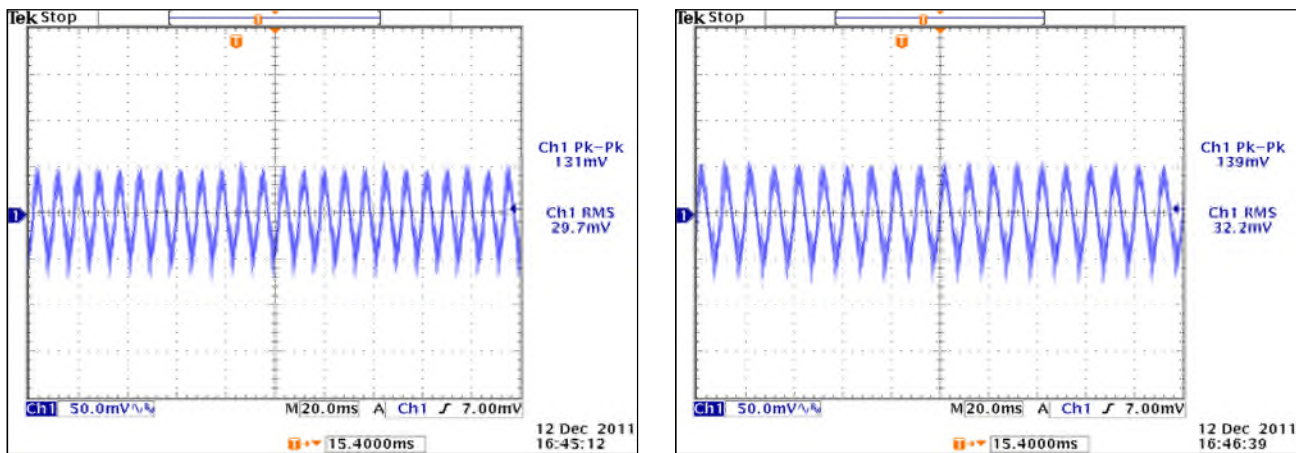 Tek Stop
T
T
Ch1 Pk-Pk
131mV
Ch1 RMS
29.7mV
1
Ch1 50.0mV M 20.0ms A Ch1 7.00mV
T 15.4000ms
12 Dec 2011
16:45:12
Tek Stop
T
T
Ch1 Pk-Pk
139mV
Ch1 RMS
32.2mV
1
Ch1 50.0mV M 20.0ms A Ch1 7.00mV
T 15.4000ms
12 Dec 2011
16:46:39